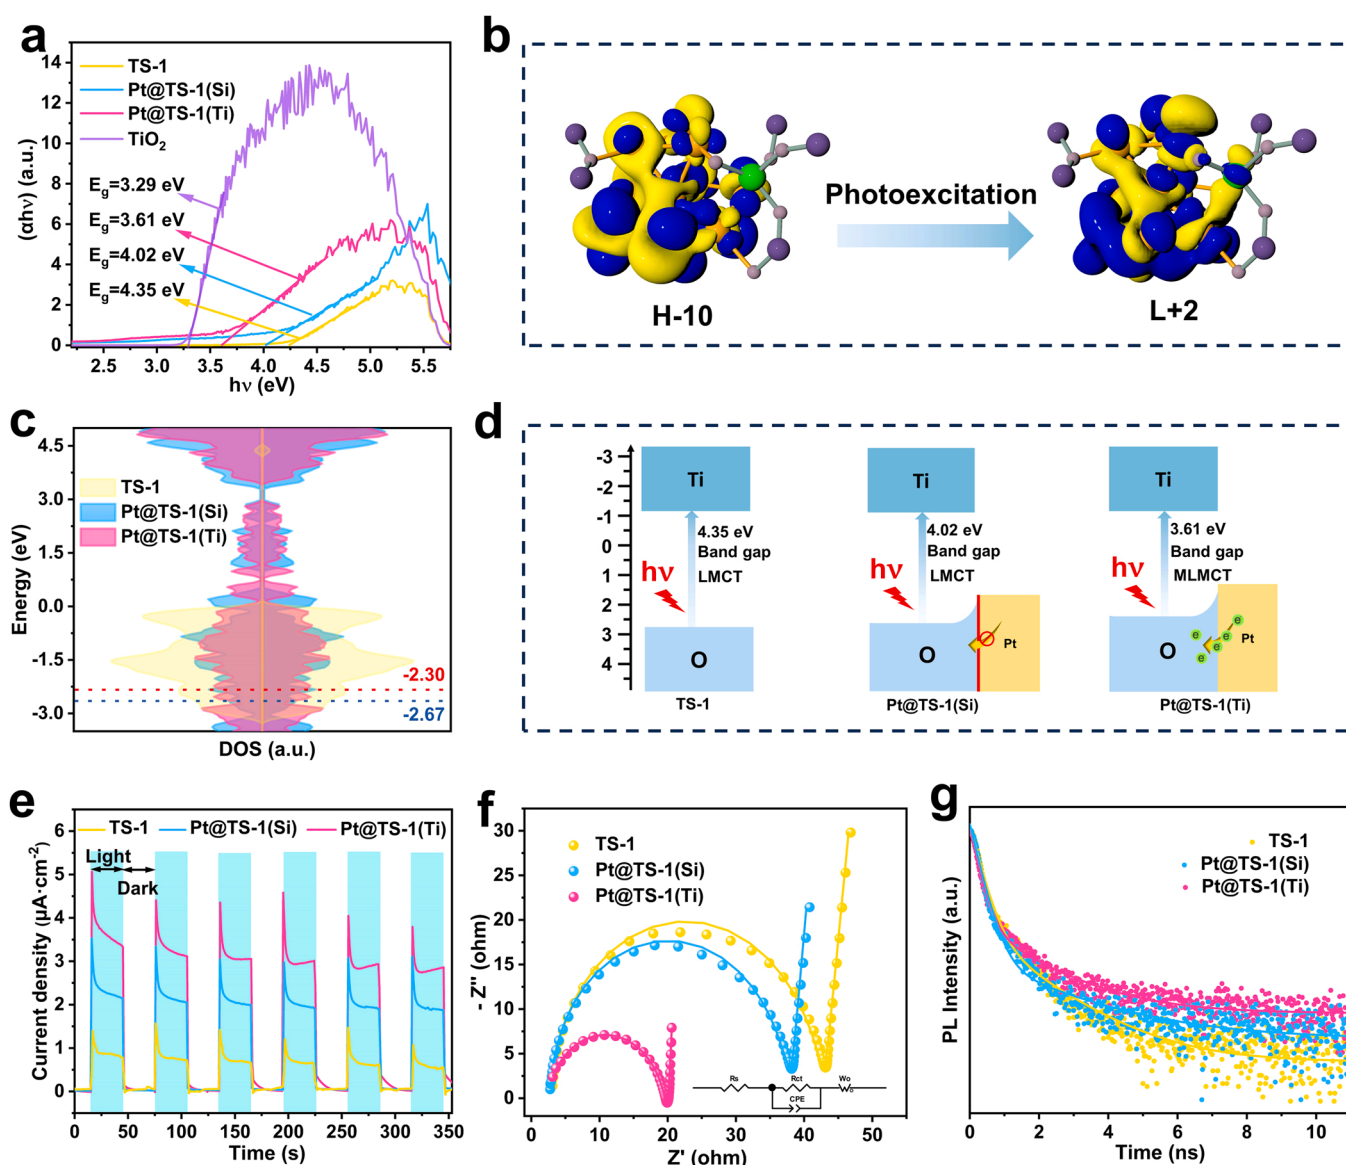 a
14
12
10
8
6
4
2
0
(αhν) (a.u.)
TS-1
Pt@TS-1(Si)
Pt@TS-1(Ti)
TiO2
Eg=3.29 eV
Eg=3.61 eV
Eg=4.02 eV
Eg=4.35 eV
2.5 3.0 3.5 4.0 4.5 5.0 5.5
hν (eV)
b
Photoexcitation
H-10
L+2
c
4.5
3.0
1.5
0.0
-1.5
-3.0
Energy (eV)
TS-1
Pt@TS-1(Si)
Pt@TS-1(Ti)
-2.30
-2.67
DOS (a.u.)
d
-3
-2
-1
0
1
2
3
4
Ti
4.35 eV
Band gap
LMCT
hν
O
TS-1
Ti
4.02 eV
Band gap
LMCT
hν
O
Pt
Pt@TS-1(Si)
Ti
3.61 eV
Band gap
MLMCT
hν
O
e
e
e
e
e
Pt
Pt@TS-1(Ti)
e
TS-1 Pt@TS-1(Si) Pt@TS-1(Ti)
6
5
4
3
2
1
0
Current density (μA·cm-2)
Light
Dark
0 50 100 150 200 250 300 350
Time (s)
f
30
25
20
15
10
5
0
- Z'' (ohm)
TS-1
Pt@TS-1(Si)
Pt@TS-1(Ti)
Rs
Rct
Wo
CPE
0 10 20 30 40 50
Z' (ohm)
g
TS-1
Pt@TS-1(Si)
Pt@TS-1(Ti)
PL Intensity (a.u.)
0 2 4 6 8 10
Time (ns)